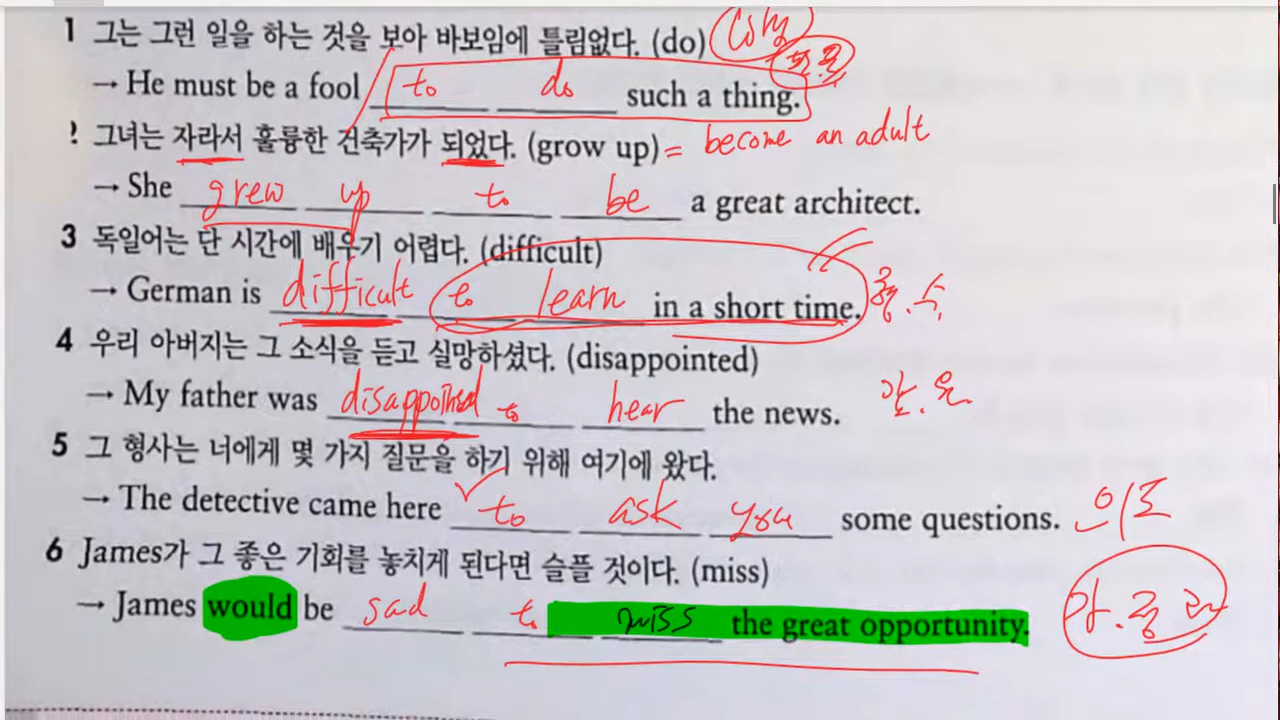 1 그는 그런 일을 하는 것을 보아 바보임에 틀림없다. (do)
→ He must be a fool to do such a thing. 판.근
그녀는 자라서 훌륭한 건축가가 되었다. (grow up) = become an adult
→ She grew up to be a great architect.
3 독일어는 단 시간에 배우기 어렵다. (difficult)
→ German is difficult to learn in a short time.
4 우리 아버지는 그 소식을 듣고 실망하셨다. (disappointed)
→ My father was disappointed to hear the news. 감.원
5 그 형사는 너에게 몇 가지 질문을 하기 위해 여기에 왔다.
→ The detective came here to ask you some questions. 의도
6 James가 그 좋은 기회를 놓치게 된다면 슬플 것이다. (miss)
→ James would be sad to miss the great opportunity.